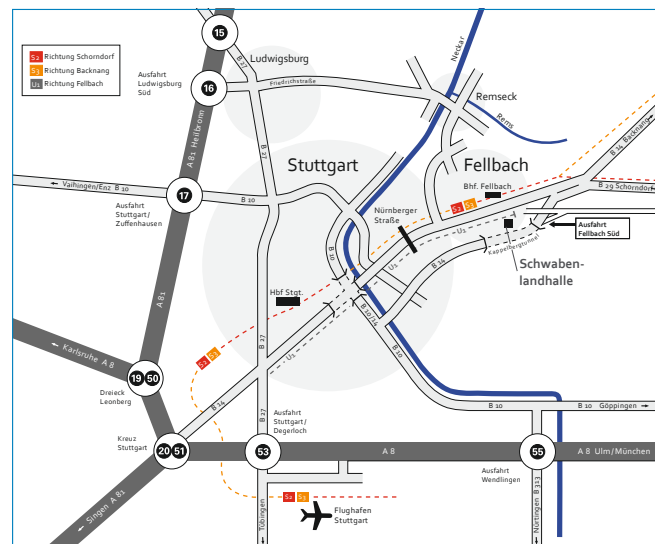 15
Ludwigsburg
B 27
S2 Richtung Schorndorf
S3 Richtung Backnang
U1 Richtung Fellbach
Ausfahrt
Ludwigsburg
Süd
16
Friedrichstraße
Neckar
Remseck
Rems
A 81 Heilbronn
B 27
B 14 Backnang
Stuttgart
Fellbach
Bhf. Fellbach
B 29 Schorndorf
Vaihingen/Enz B 10
17
B 10
S2 S3
Nürnberger
Straße
U1
Ausfahrt
Stuttgart/
Zuffenhausen
Ausfahrt
Fellbach Süd
Kappelbergtunnel
B 10
U1
B 14
Schwaben-
landhalle
Hbf Stgt.
A 81
B 10/14
Karlsruhe A 8
S2 S3
B 27
U1
B 10
19 50
Dreieck
Leonberg
B 14
B 10
B 10 Göppingen
B 27
Ausfahrt
Stuttgart/
Degerloch
Kreuz
Stuttgart
20 51
53
A 8
55
A 8 Ulm/München
Ausfahrt
Wendlingen
Singen A 81
S2 S3
Flughafen
Stuttgart
Tübingen
Nürtingen B 313